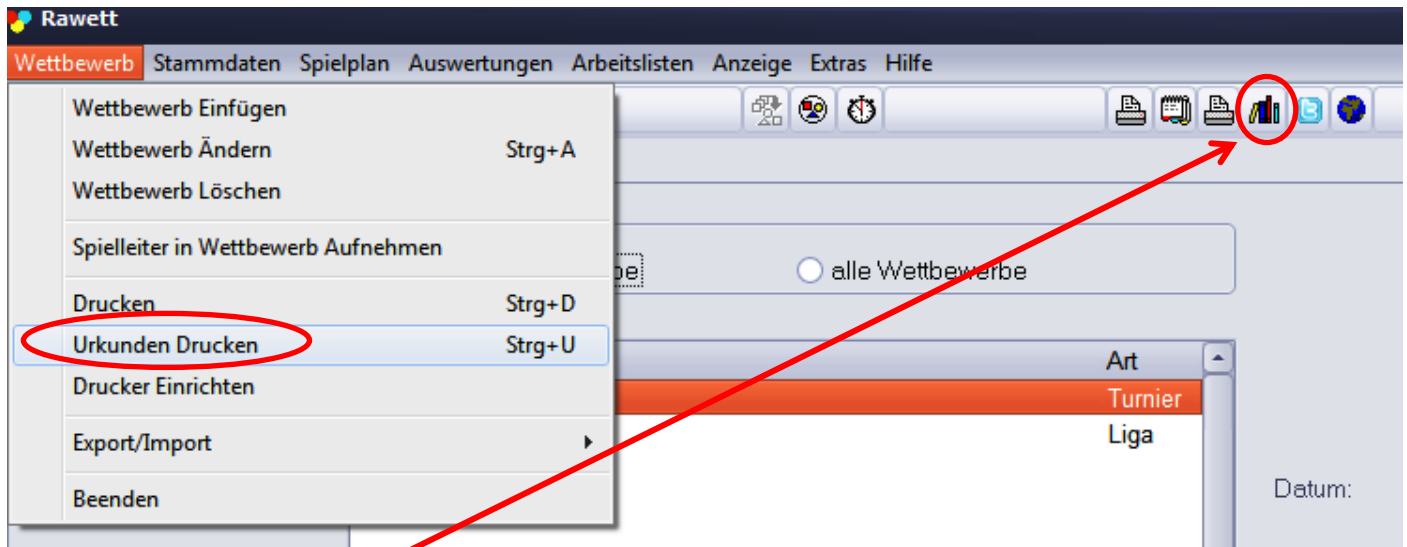 Rawett
Wettbewerb Stammdaten Spielplan Auswertungen Arbeitslisten Anzeige Extras Hilfe
Wettbewerb Einfügen
Wettbewerb Ändern Strg+A
Wettbewerb Löschen
Spielleiter in Wettbewerb Aufnehmen
be alle Wettbewerbe
Drucken Strg+D
Urkunden Drucken Strg+U
Art
Drucker Einrichten
Turnier
Export/Import
Liga
Beenden
Datum: